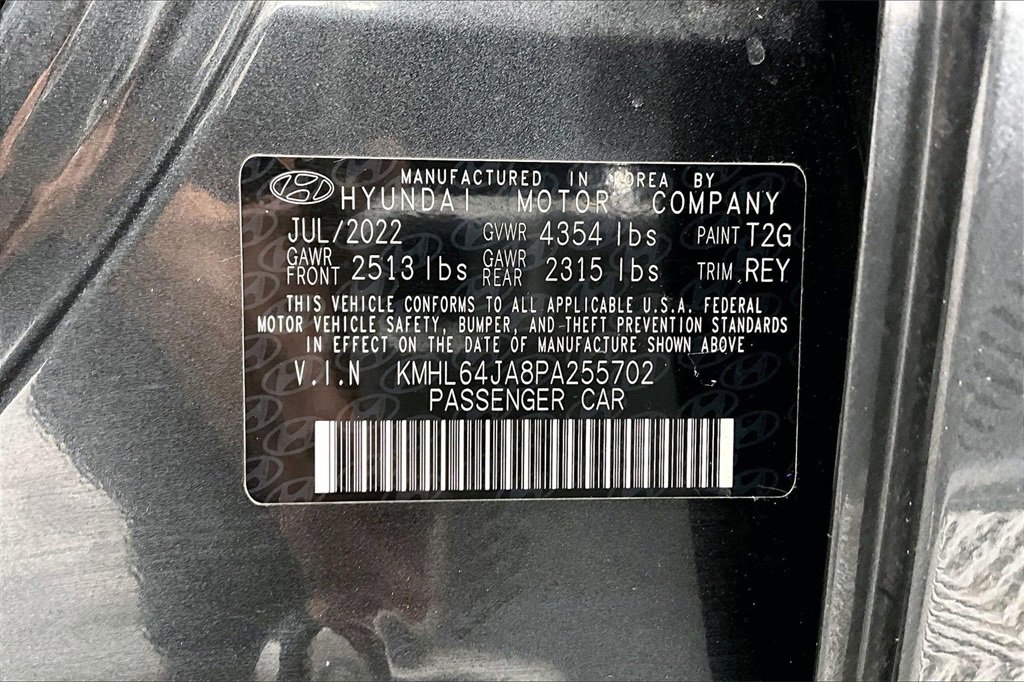 MANUFACTURED IN KOREA BY
HYUNDAI MOTOR COMPANY
JUL/2022 GVWR 4354 lbs PAINT T2G
GAWR FRONT 2513 lbs GAWR REAR 2315 lbs TRIM REY
THIS VEHICLE CONFORMS TO ALL APPLICABLE U.S.A. FEDERAL
MOTOR VEHICLE SAFETY, BUMPER, AND THEFT PREVENTION STANDARDS
IN EFFECT ON THE DATE OF MANUFACTURE SHOWN ABOVE.
V.I.N KMHL64JA8PA255702
PASSENGER CAR